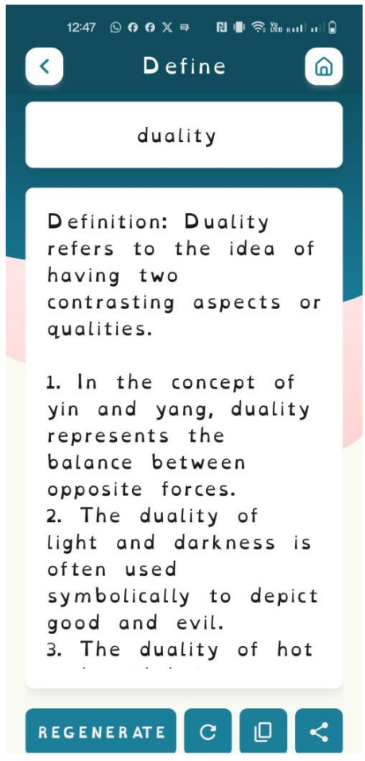 12:47
Define
duality
Definition: Duality
refers to the idea of
having two
contrasting aspects or
qualities.
1. In the concept of
yin and yang, duality
represents the
balance between
opposite forces.
2. The duality of
light and darkness is
often used
symbolically to depict
good and evil.
3. The duality of hot
REGENERATE